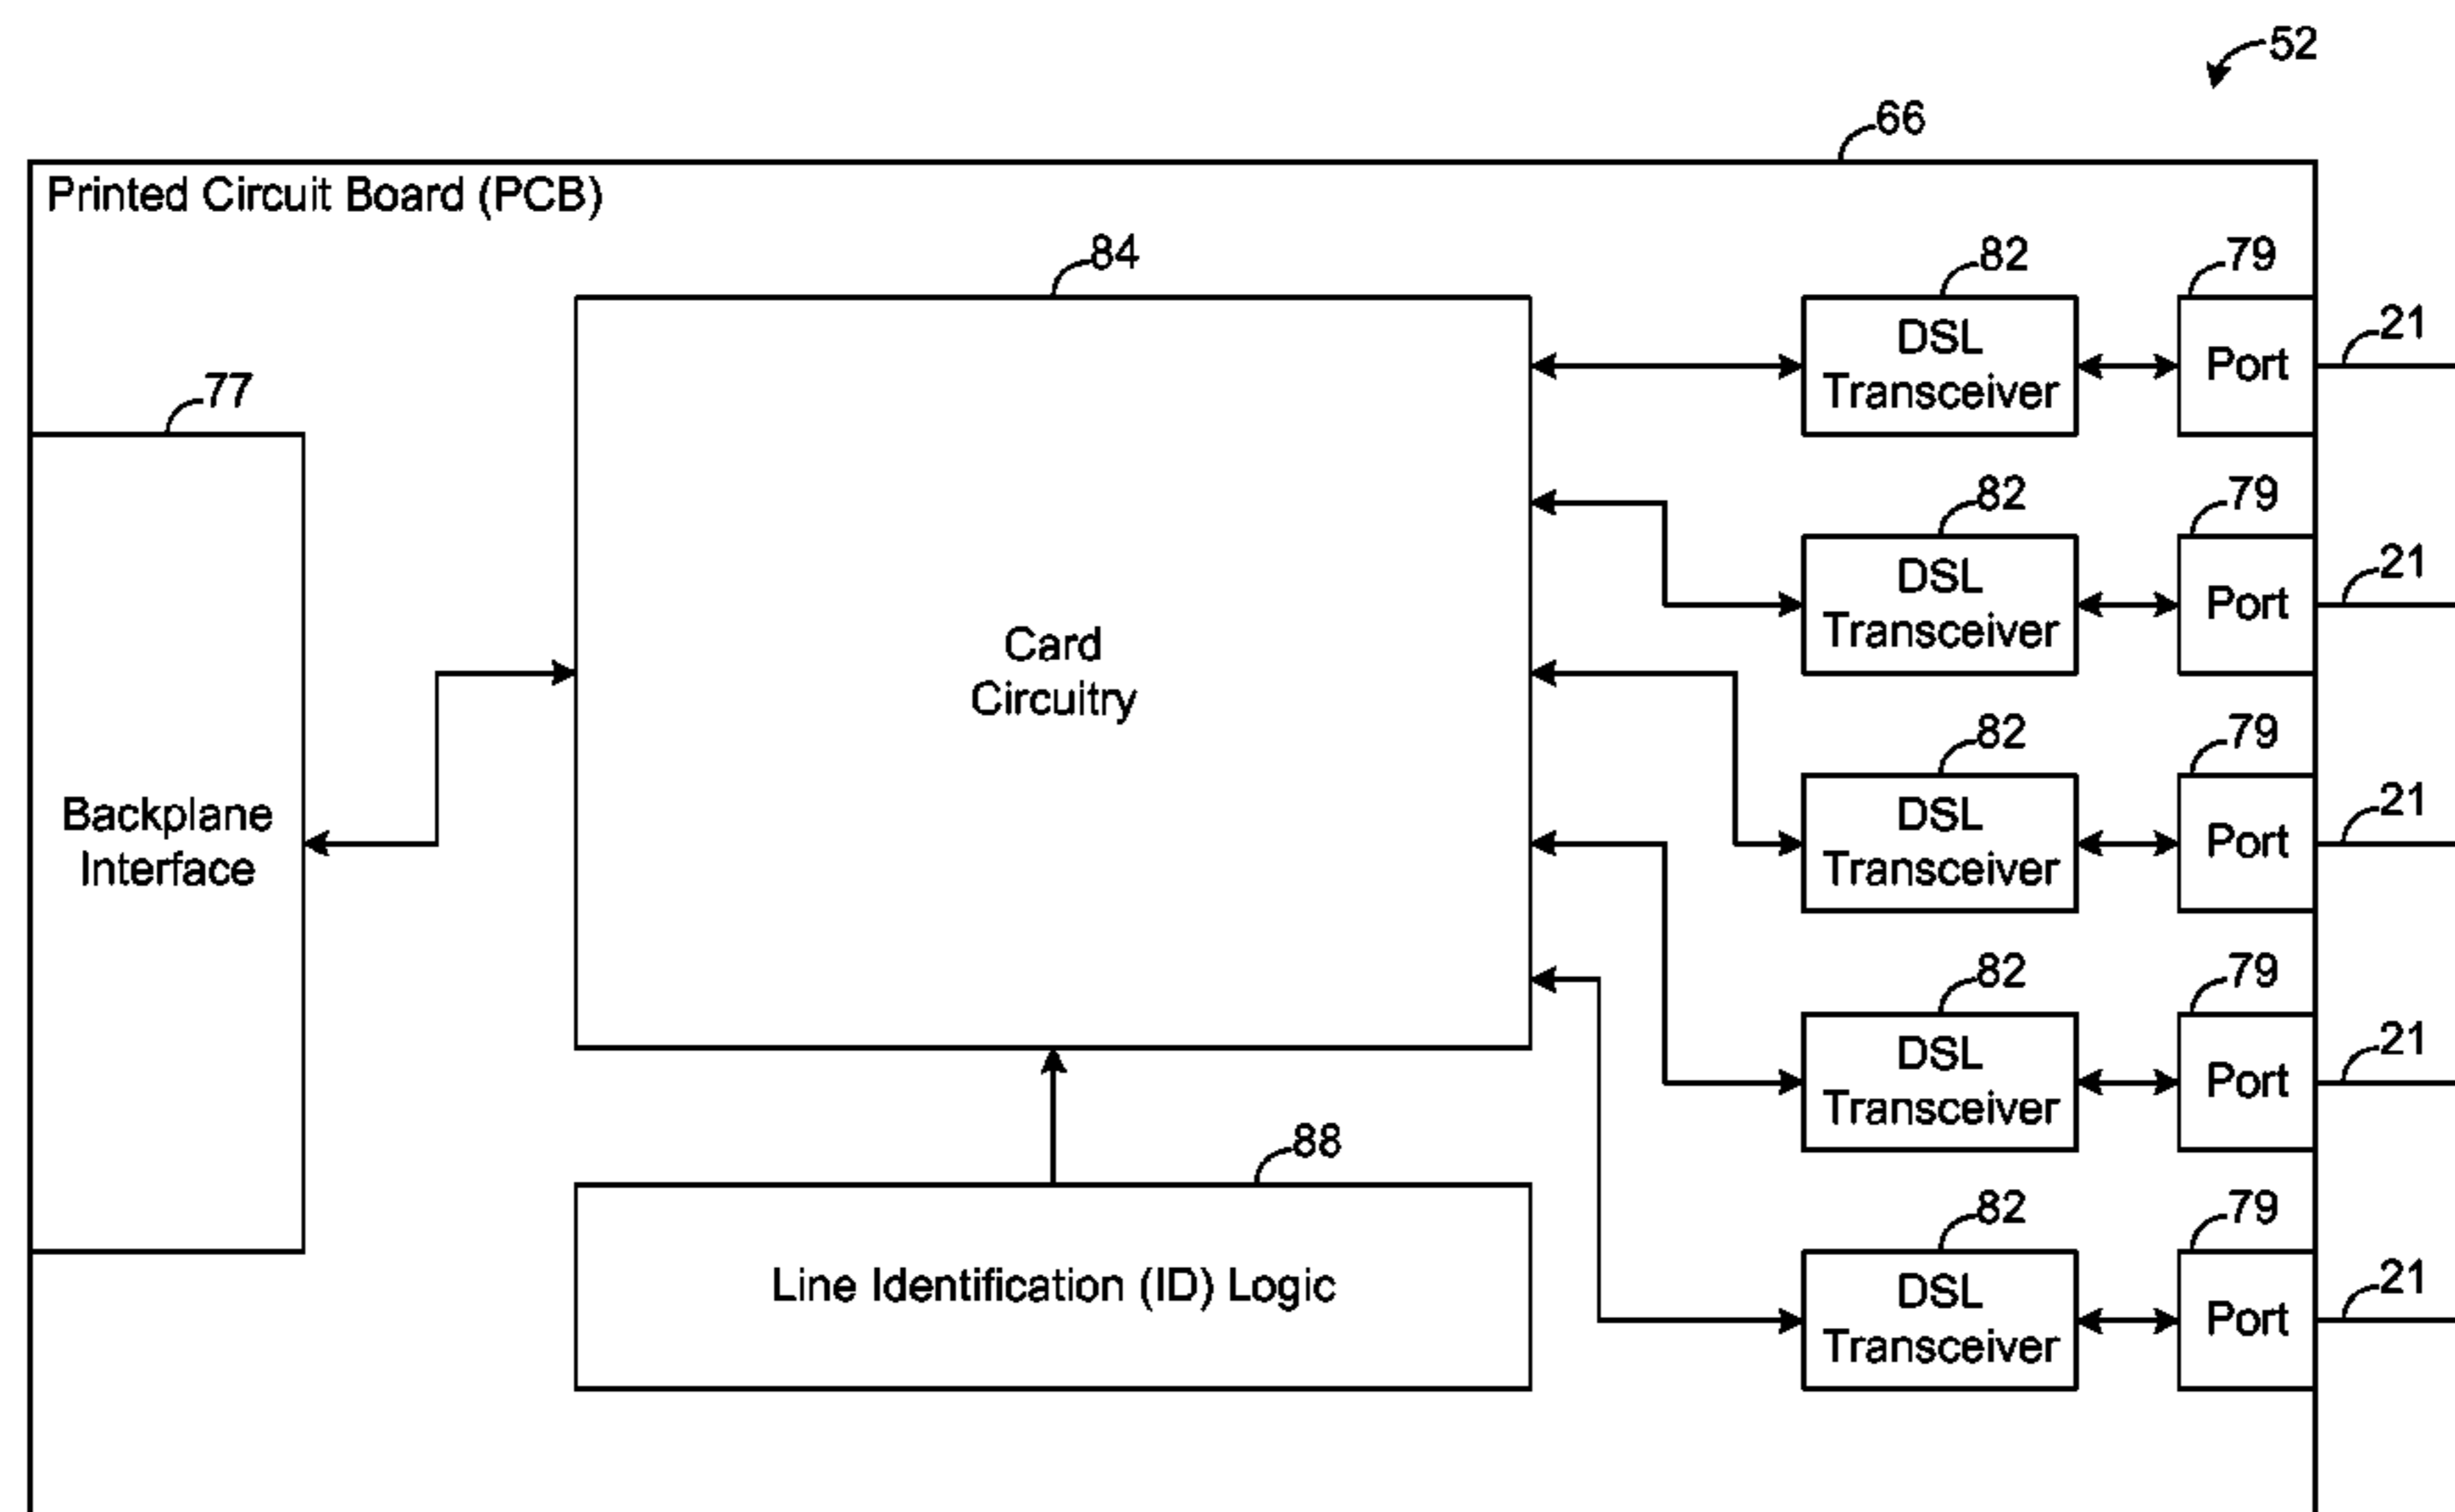 52
66
Printed Circuit Board (PCB)
84
82
79
21
DSL
Transceiver
Port
77
82
79
21
DSL
Transceiver
Port
Card
Circuitry
82
79
21
DSL
Transceiver
Port
Backplane
Interface
82
79
21
DSL
Transceiver
Port
88
82
79
21
DSL
Transceiver
Port
Line Identification (ID) Logic